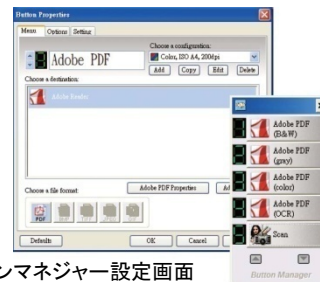 Button Properties
Menu Options Setting
Choose a configuration:
Adobe PDF
Color, ISO A4, 200dpi
Add Copy Edit Delete
Choose a destination:
Adobe Reader
Choose a file format:
Adobe PDF Properties
PDF
Defaults OK Cancel
Adobe PDF
(B&W)
Adobe PDF
(gray)
Adobe PDF
(color)
Adobe PDF
(OCR)
Scan
Button Manager
ンマネジャー設定画面